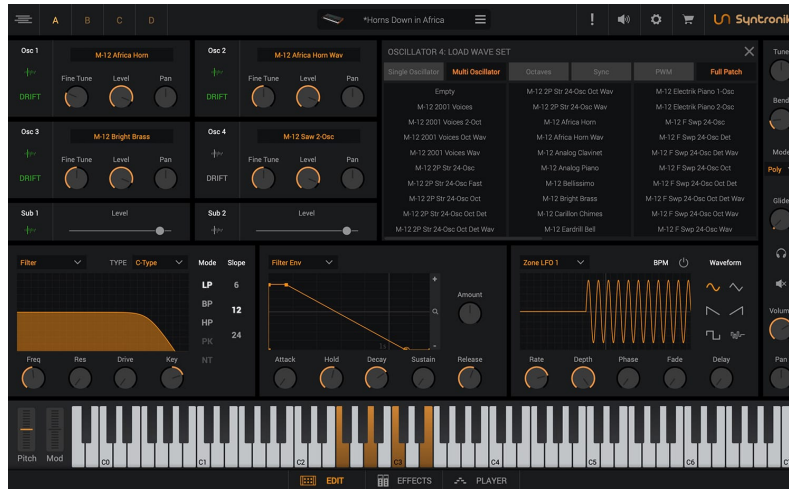 A B C D *Horns Down in Africa ! Syntronik
Osc 1 M-12 Africa Horn
Fine Tune Level Pan
DRIFT
Osc 2 M-12 Africa Horn Wav
Fine Tune Level Pan
DRIFT
Osc 3 M-12 Bright Brass
Fine Tune Level Pan
DRIFT
Osc 4 M-12 Saw 2-Osc
Fine Tune Level Pan
DRIFT
Sub 1 Level
Sub 2 Level
OSCILLATOR 4: LOAD WAVE SET
Single Oscillator Multi Oscillator Octaves Sync PWM Full Patch
Empty M-12 2P Str 24-Osc Oct Wav M-12 Electrik Piano 1-Osc
M-12 2001 Voices M-12 2P Str 24-Osc Wav M-12 Electrik Piano 2-Osc
M-12 2001 Voices 2-Oct M-12 Africa Horn M-12 F Swp 24-Osc
M-12 2001 Voices Oct Wav M-12 Africa Horn Wav M-12 F Swp 24-Osc Det
M-12 2001 Voices Wav M-12 Analog Clavinet M-12 F Swp 24-Osc Det Wav
M-12 2P Str 24-Osc M-12 Analog Piano M-12 F Swp 24-Osc Oct
M-12 2P Str 24-Osc Fast M-12 Bellissimo M-12 F Swp 24-Osc Oct Det
M-12 2P Str 24-Osc Oct M-12 Bright Brass M-12 F Swp 24-Osc Oct Det Wav
M-12 2P Str 24-Osc Oct Det M-12 Carillon Chimes M-12 F Swp 24-Osc Oct Wav
M-12 2P Str 24-Osc Oct Det Wav M-12 Eardrill Bell M-12 F Swp 24-Osc Wav
Tune
Bend
Mode
Poly
Glide
Volum
Pan
Filter TYPE C-Type Mode Slope
LP 6
BP 12
HP
PK 24
NT
Freq Res Drive Key
Filter Env
Amount
1s
Attack Hold Decay Sustain Release
Zone LFO 1 BPM Waveform
Rate Depth Phase Fade Delay
Pitch Mod
C0 C1 C2 C3 C4 C5 C6 C7
EDIT EFFECTS PLAYER